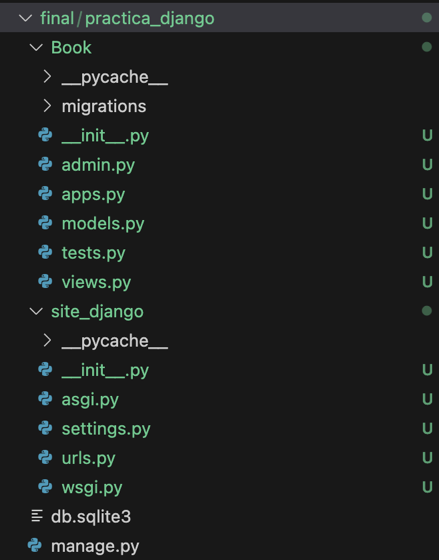 final/practica_django
Book
__pycache__
migrations
__init__.py U
admin.py U
apps.py U
models.py U
tests.py U
views.py U
site_django
__pycache__
__init__.py U
asgi.py U
settings.py U
urls.py U
wsgi.py U
db.sqlite3
manage.py